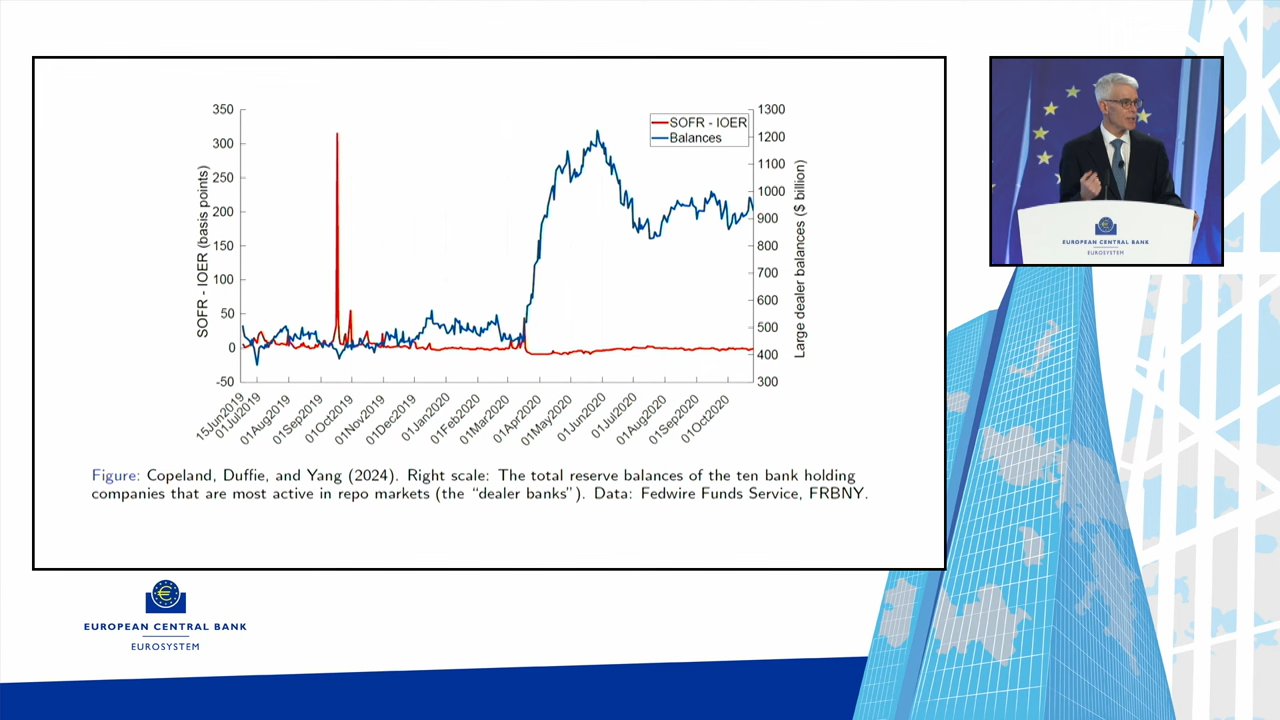 350
300
250
200
150
100
50
0
-50
SOFR - IOER (basis points)
SOFR - IOER
Balances
1300
1200
1100
1000
900
800
700
600
500
400
300
Large dealer balances ($ billion)
15Jun2019
01Jul2019
01Aug2019
01Sep2019
01Oct2019
01Nov2019
01Dec2019
01Jan2020
01Feb2020
01Mar2020
01Apr2020
01May2020
01Jun2020
01Jul2020
01Aug2020
01Sep2020
01Oct2020
Figure: Copeland, Duffie, and Yang (2024). Right scale: The total reserve balances of the ten bank holding
companies that are most active in repo markets (the “dealer banks”). Data: Fedwire Funds Service, FRBNY.
EUROPEAN CENTRAL BANK
EUROSYSTEM
EUROPEAN CENTRAL BANK
EUROSYSTEM